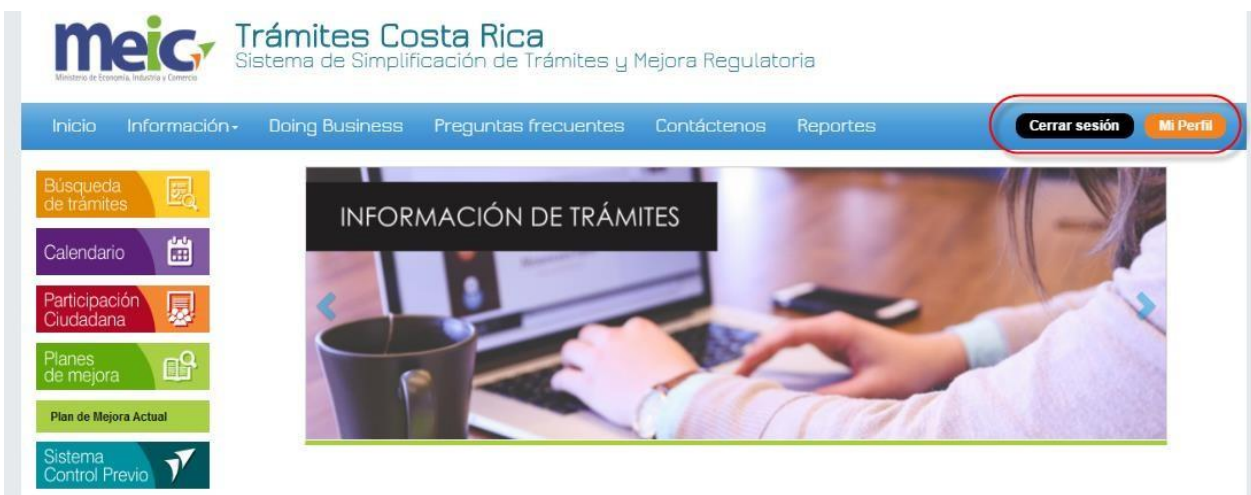 meic
Ministerio de Economía, Industria y Comercio
Trámites Costa Rica
Sistema de Simplificación de Trámites y Mejora Regulatoria
Inicio Información Doing Business Preguntas frecuentes Contáctenos Reportes Cerrar sesión Mi Perfil
Búsqueda
de trámites
Calendario
Participación
Ciudadana
Planes
de mejora
Plan de Mejora Actual
Sistema
Control Previo
INFORMACIÓN DE TRÁMITES